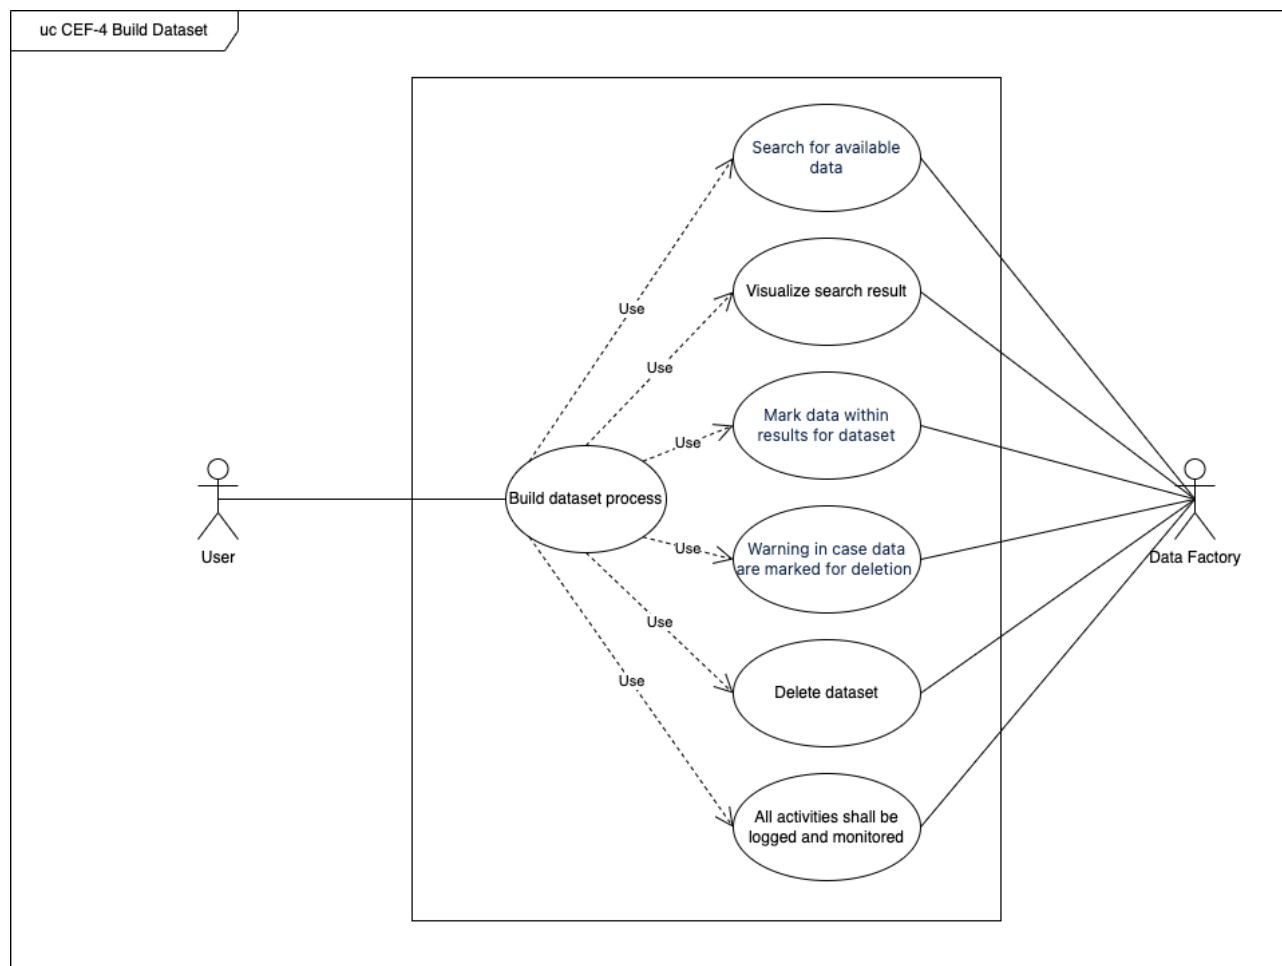 uc CEF-4 Build Dataset
Search for available
data
Use
Visualize search result
Use
Mark data within
results for dataset
Use
Build dataset process
User
Data Factory
Use
Warning in case data
are marked for deletion
Use
Delete dataset
Use
All activities shall be
logged and monitored